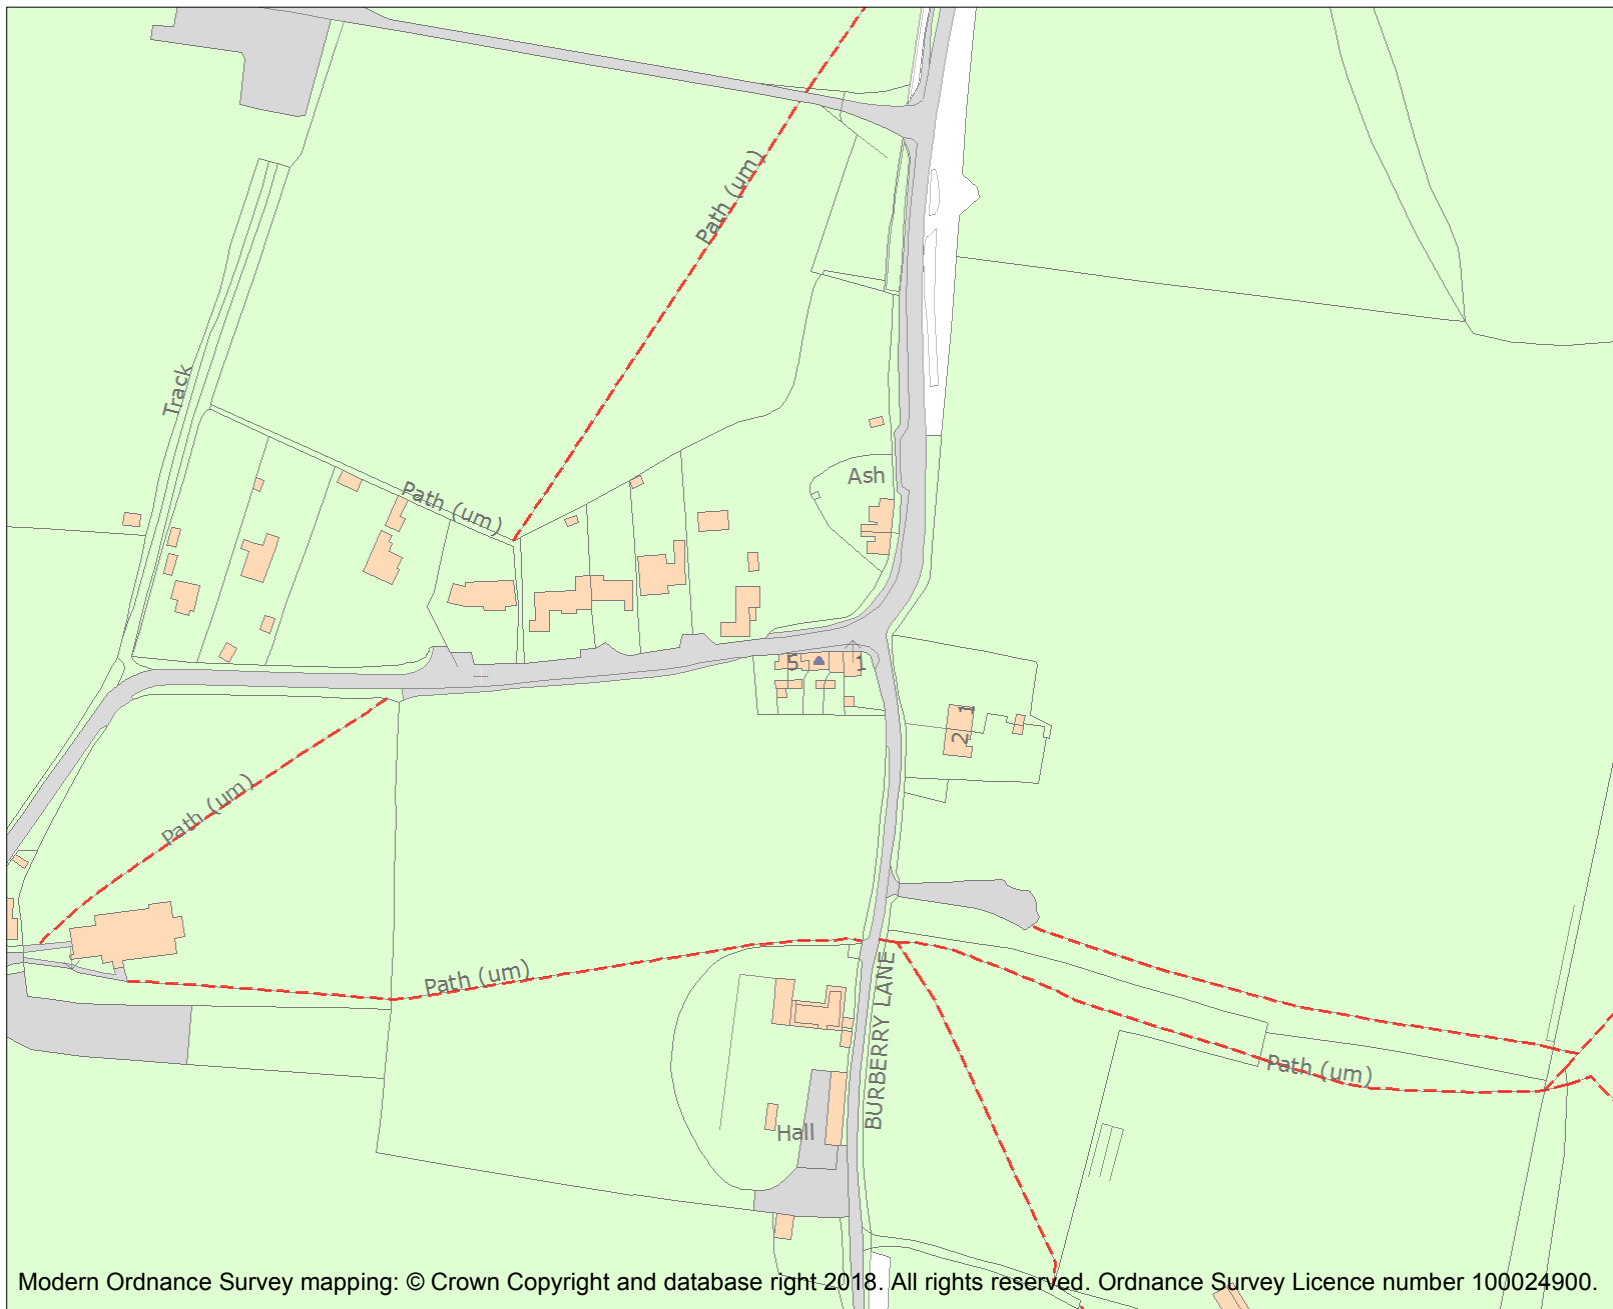 Path (um)
Track
Ash
Path (um)
5
1
1
2
Path (um)
BURBERRY LANE
Path (um)
Path (um)
Hall
Modern Ordnance Survey mapping: © Crown Copyright and database right 2018. All rights reserved. Ordnance Survey Licence number 100024900.